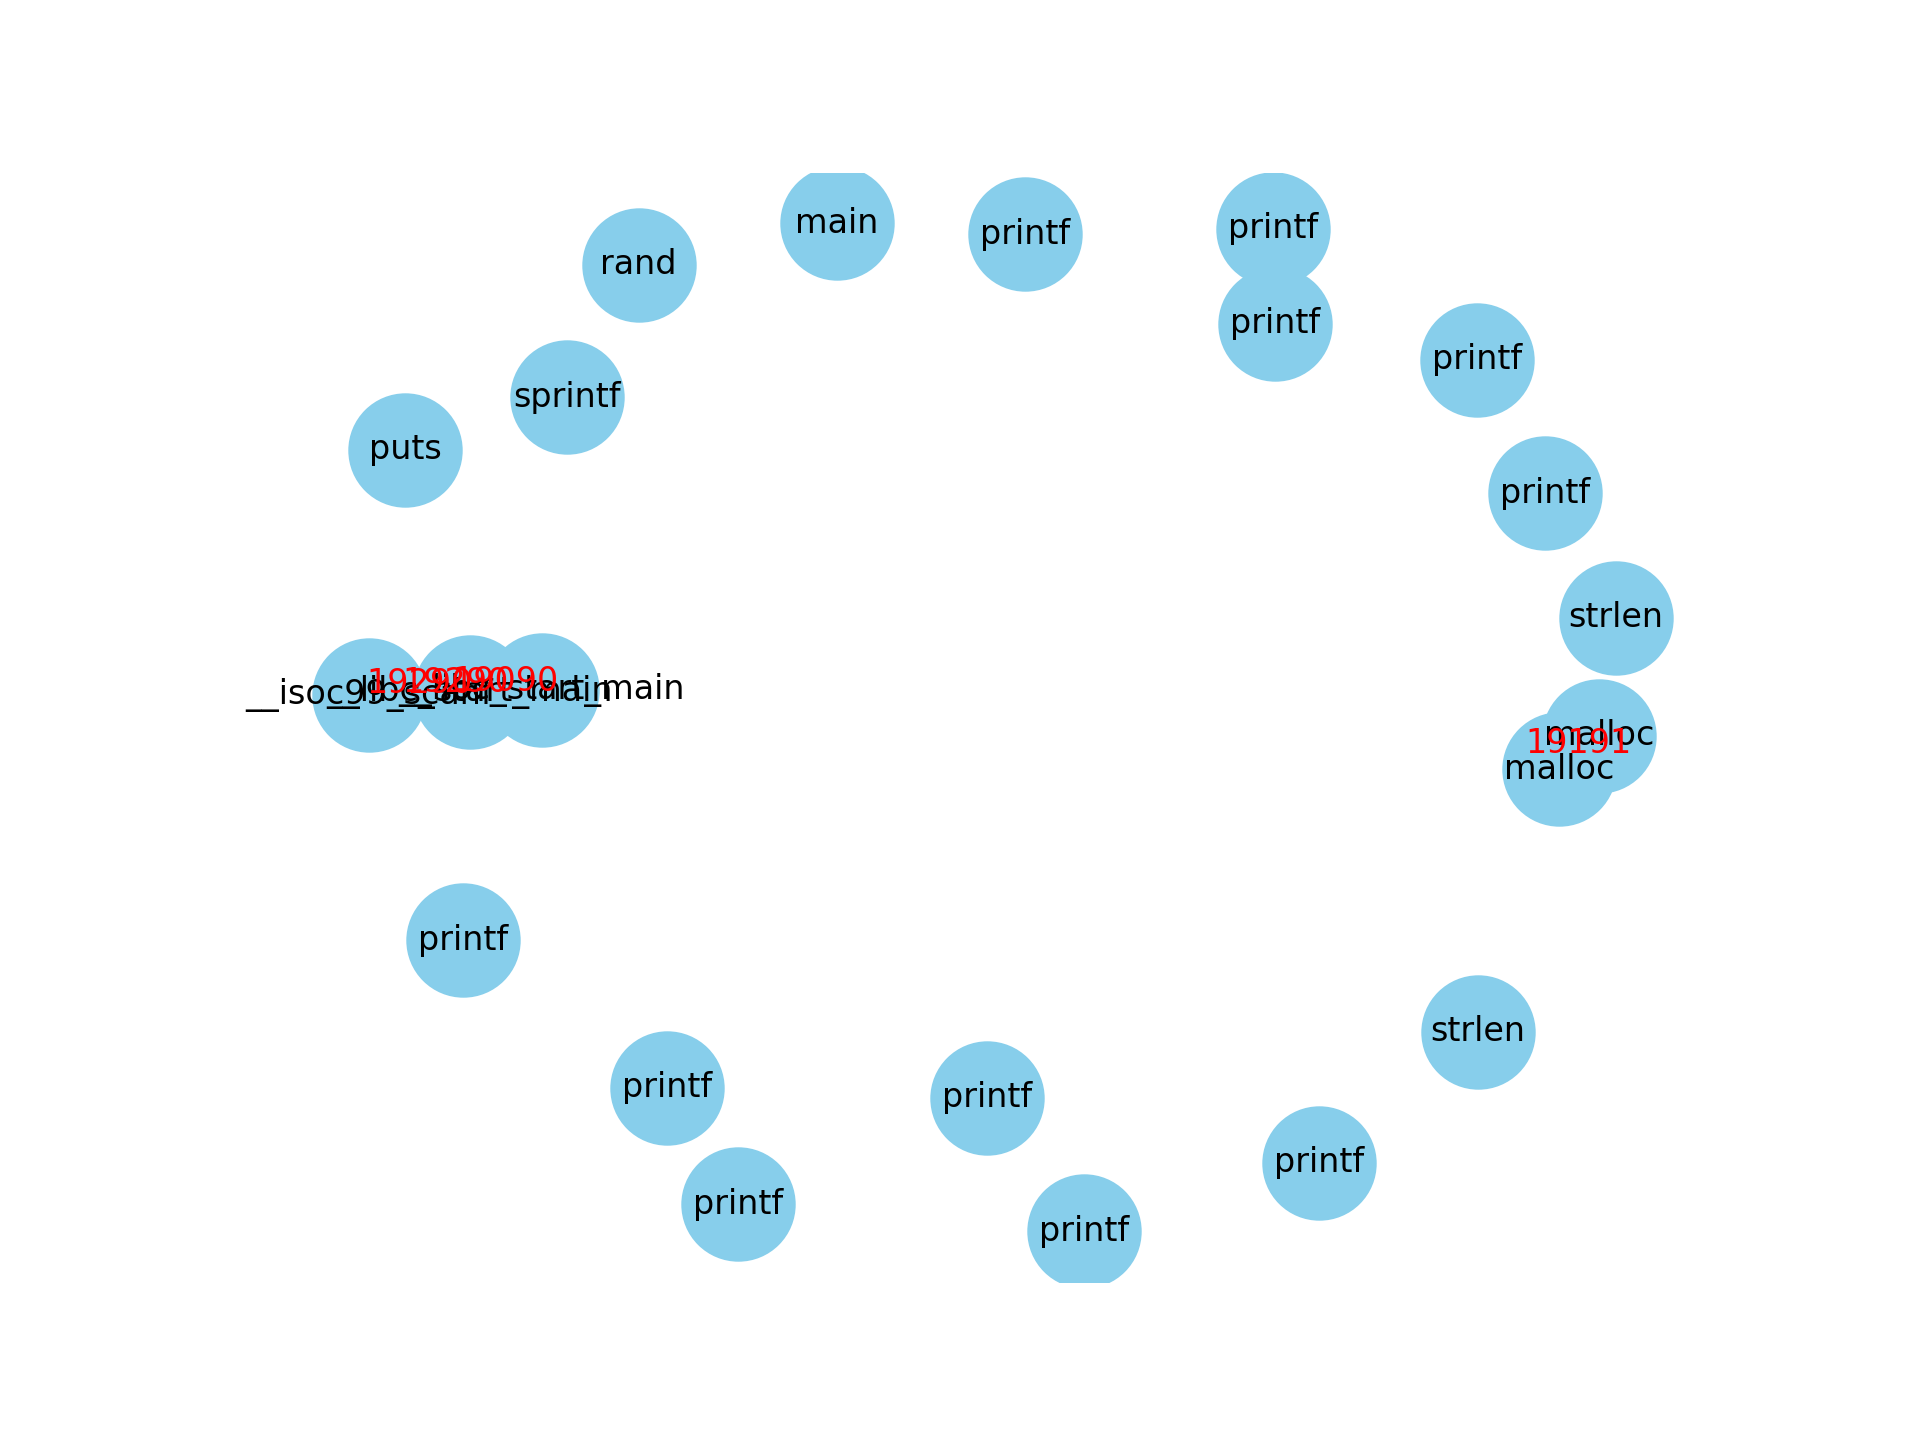 main
printf
printf
rand
printf
printf
sprintf
puts
printf
strlen
__isoc99_scanf
__libc_start_main
19090
malloc
19191
malloc
printf
strlen
printf
printf
printf
printf
printf